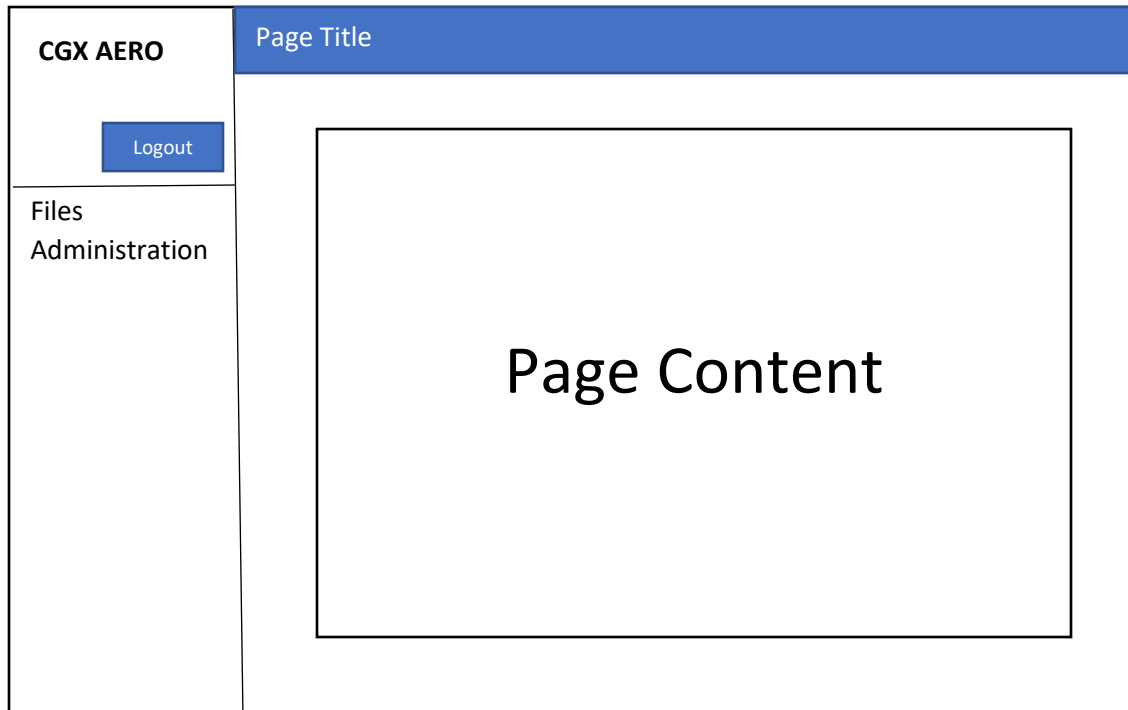 CGX AERO
Page Title
Logout
Files
Administration
Page Content